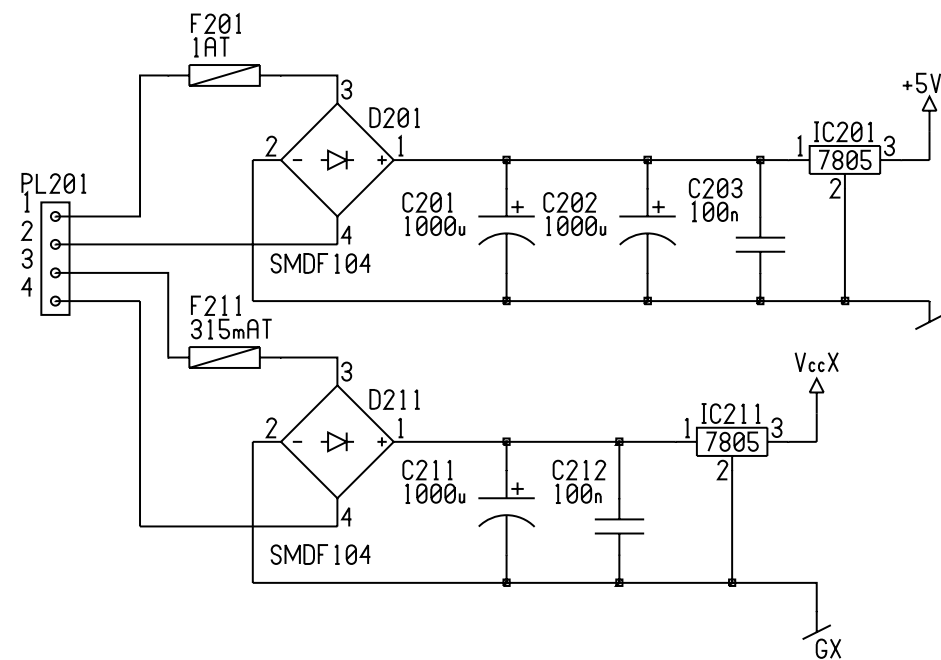 F201
1AT
3
D201
+5V
2
-
+
1
1
IC201
7805
3
2
PL201
1
2
3
4
C201
1000u
+
C202
1000u
+
C203
100n
4
SMDF104
F211
315mAT
3
D211
VccX
2
-
+
1
1
IC211
7805
3
2
C211
1000u
+
C212
100n
4
SMDF104
GX